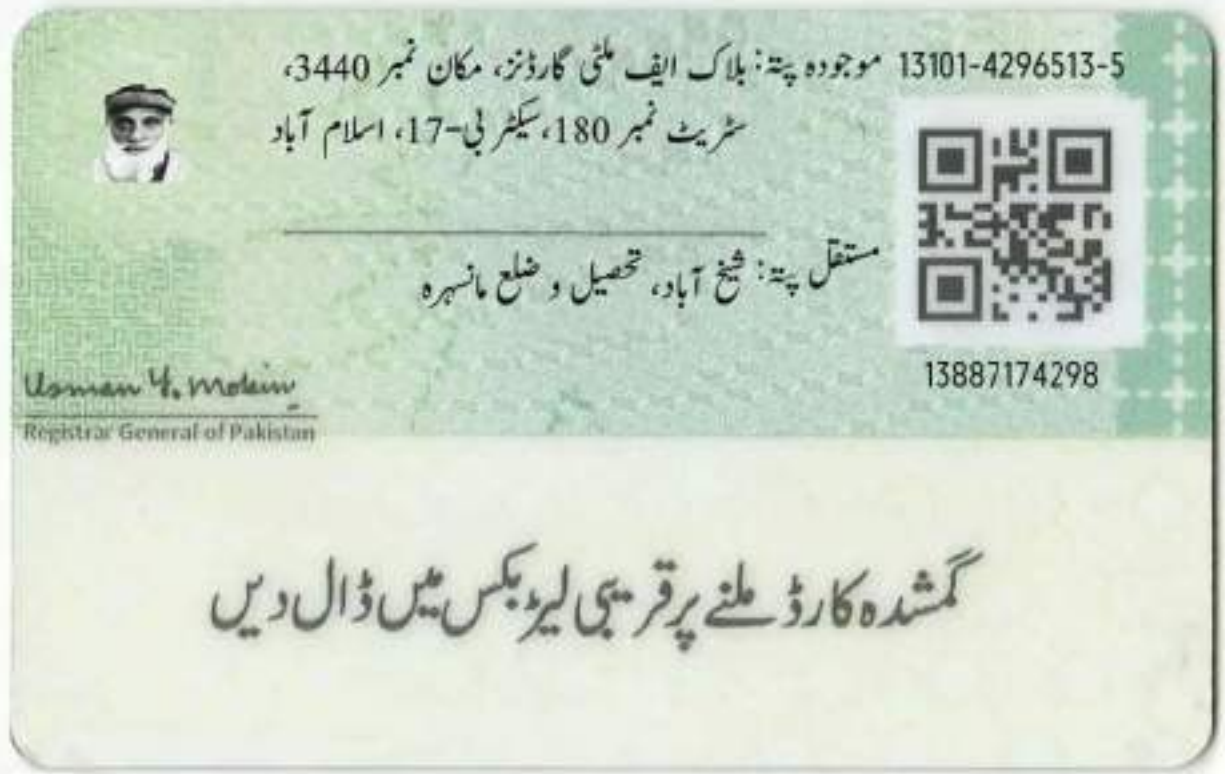 13101-4296513-5
موجودہ پتہ: بلاک ایف ملٹی گارڈنز، مکان نمبر 3440،
سٹریٹ نمبر 180، سیکٹر بی-17، اسلام آباد
مستقل پتہ: شیخ آباد، تحصیل و ضلع مانسہرہ
13887174298
Usman Y. Mobin
Registrar General of Pakistan
گمشدہ کارڈ ملنے پر قریبی لیٹر بکس میں ڈال دیں